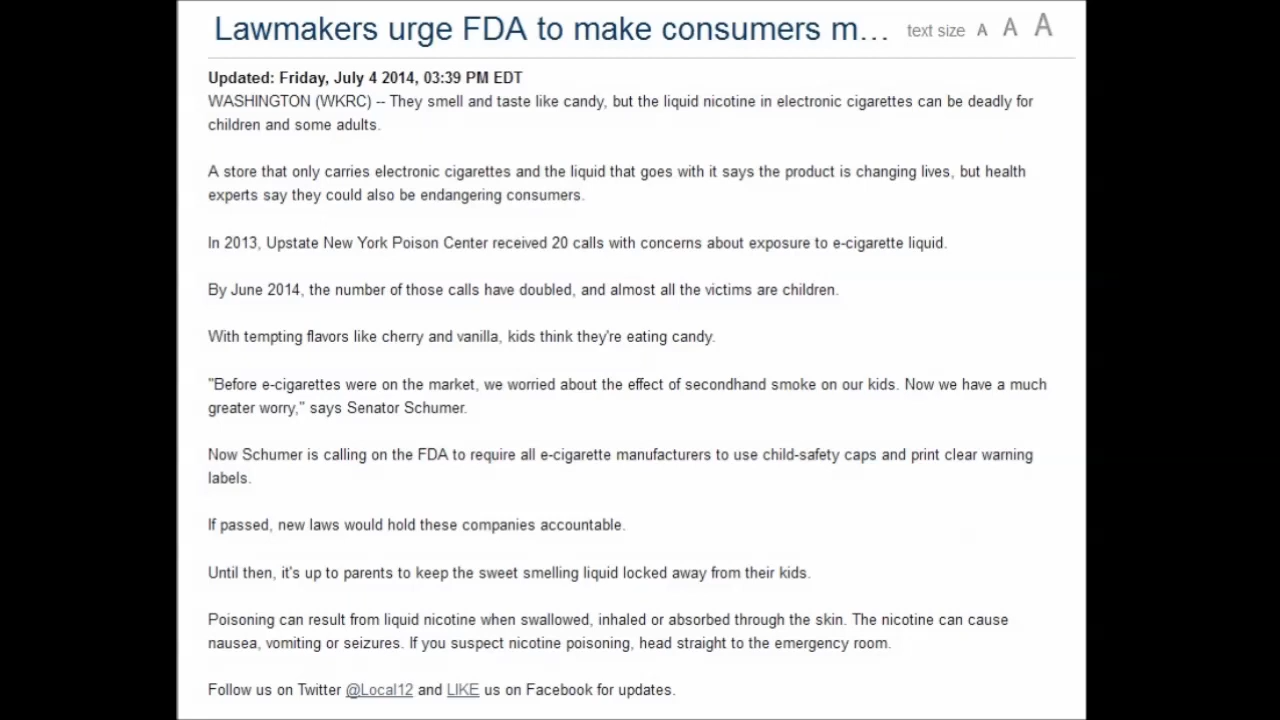 Lawmakers urge FDA to make consumers m...
text size A A A
Updated: Friday, July 4 2014, 03:39 PM EDT
WASHINGTON (WKRC) -- They smell and taste like candy, but the liquid nicotine in electronic cigarettes can be deadly for
children and some adults.
A store that only carries electronic cigarettes and the liquid that goes with it says the product is changing lives, but health
experts say they could also be endangering consumers.
In 2013, Upstate New York Poison Center received 20 calls with concerns about exposure to e-cigarette liquid.
By June 2014, the number of those calls have doubled, and almost all the victims are children.
With tempting flavors like cherry and vanilla, kids think they're eating candy.
"Before e-cigarettes were on the market, we worried about the effect of secondhand smoke on our kids. Now we have a much
greater worry," says Senator Schumer.
Now Schumer is calling on the FDA to require all e-cigarette manufacturers to use child-safety caps and print clear warning
labels.
If passed, new laws would hold these companies accountable.
Until then, it's up to parents to keep the sweet smelling liquid locked away from their kids.
Poisoning can result from liquid nicotine when swallowed, inhaled or absorbed through the skin. The nicotine can cause
nausea, vomiting or seizures. If you suspect nicotine poisoning, head straight to the emergency room.
Follow us on Twitter @Local12 and LIKE us on Facebook for updates.